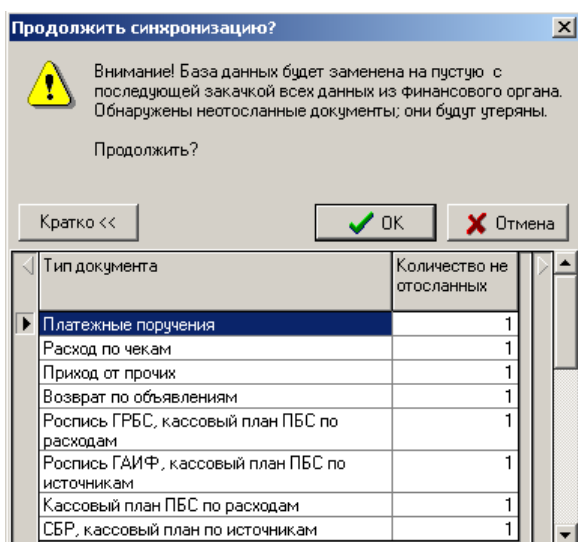 Продолжить синхронизацию?
Внимание! База данных будет заменена на пустую с
последующей закачкой всех данных из финансового органа.
Обнаружены неотосланные документы; они будут утеряны.
Продолжить?
Кратко << OK Отмена
Тип документа Количество не
отосланных
Платежные поручения 1
Расход по чекам 1
Приход от прочих 1
Возврат по объявлениям 1
Роспись ГРБС, кассовый план ПБС по 1
расходам
Роспись ГАИФ, кассовый план ПБС по 1
источникам
Кассовый план ПБС по расходам 1
СБР, кассовый план по источникам 1